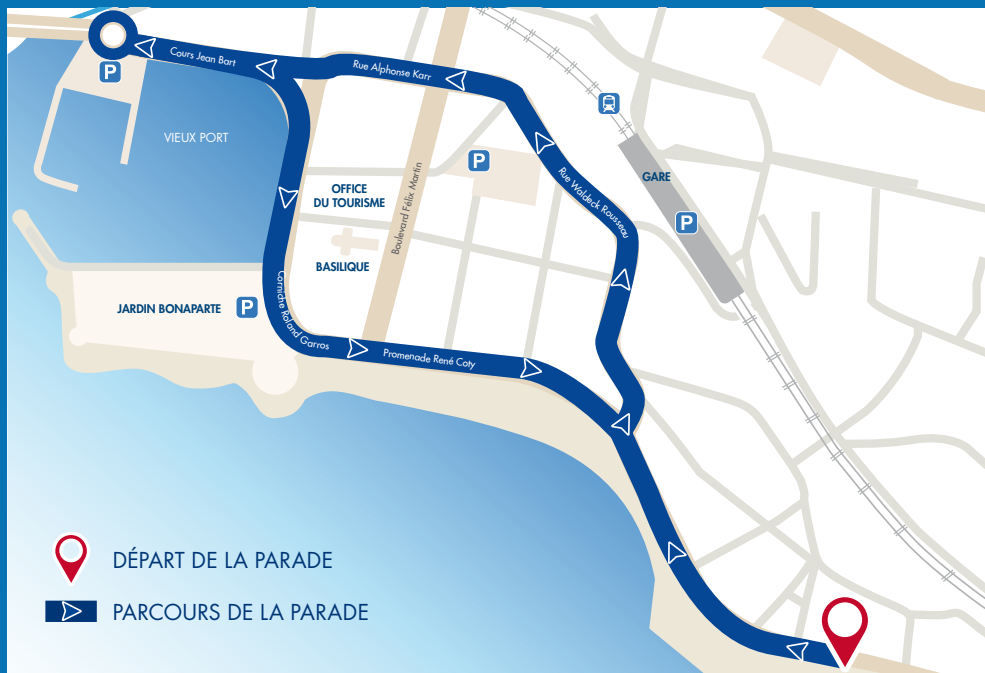 Cours Jean Bart
Rue Alphonse Karr
P
VIEUX PORT
P
OFFICE
DU TOURISME
Boulevard Félix Martin
Rue Waldeck Rousseau
GARE
P
BASILIQUE
JARDIN BONAPARTE
P
Corniche Roland Garros
Promenade René Coty
DÉPART DE LA PARADE
PARCOURS DE LA PARADE